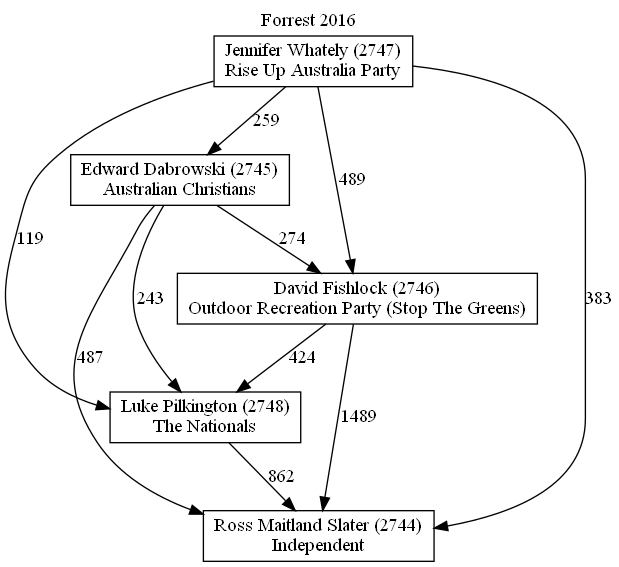 Forrest 2016
Jennifer Whately (2747)
Rise Up Australia Party
259
Edward Dabrowski (2745)
Australian Christians
489
119
274
David Fishlock (2746)
Outdoor Recreation Party (Stop The Greens)
243
383
487
424
Luke Pilkington (2748)
The Nationals
1489
862
Ross Maitland Slater (2744)
Independent